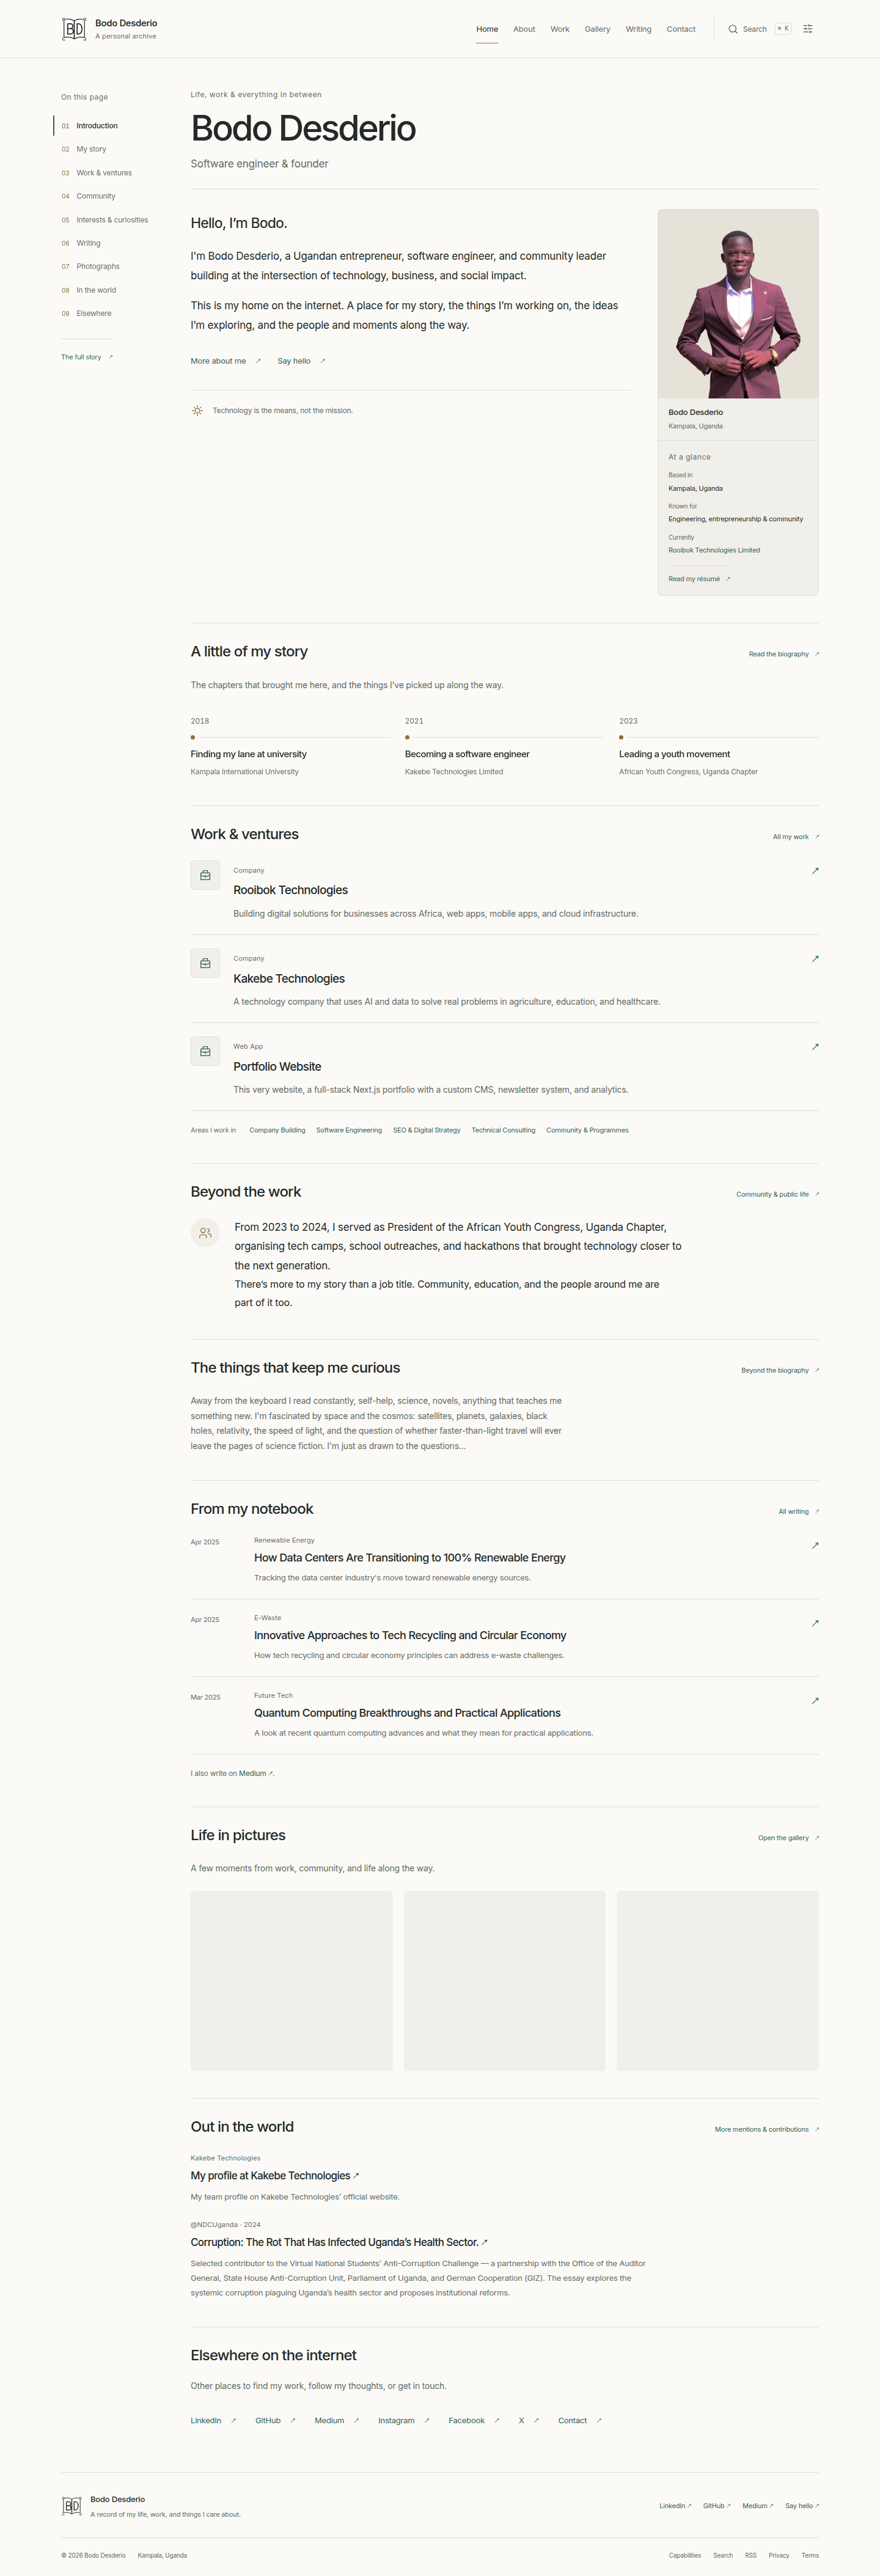 BD
Bodo Desderio
A personal archive
Home About Work Gallery Writing Contact
Search ⌘ K
On this page
01 Introduction
02 My story
03 Work & ventures
04 Community
05 Interests & curiosities
06 Writing
07 Photographs
08 In the world
09 Elsewhere
The full story ↗
Life, work & everything in between
Bodo Desderio
Software engineer & founder
Hello, I’m Bodo.
I'm Bodo Desderio, a Ugandan entrepreneur, software engineer, and community leader
building at the intersection of technology, business, and social impact.
This is my home on the internet. A place for my story, the things I’m working on, the ideas
I’m exploring, and the people and moments along the way.
More about me ↗ Say hello ↗
Technology is the means, not the mission.
Bodo Desderio
Kampala, Uganda
At a glance
Based in
Kampala, Uganda
Known for
Engineering, entrepreneurship & community
Currently
Rooibok Technologies Limited
Read my résumé ↗
A little of my story
Read the biography ↗
The chapters that brought me here, and the things I’ve picked up along the way.
2018
Finding my lane at university
Kampala International University
2021
Becoming a software engineer
Kakebe Technologies Limited
2023
Leading a youth movement
African Youth Congress, Uganda Chapter
Work & ventures
All my work ↗
Company
Rooibok Technologies
Building digital solutions for businesses across Africa, web apps, mobile apps, and cloud infrastructure.
Company
Kakebe Technologies
A technology company that uses AI and data to solve real problems in agriculture, education, and healthcare.
Web App
Portfolio Website
This very website, a full-stack Next.js portfolio with a custom CMS, newsletter system, and analytics.
Areas I work in Company Building Software Engineering SEO & Digital Strategy Technical Consulting Community & Programmes
Beyond the work
Community & public life ↗
From 2023 to 2024, I served as President of the African Youth Congress, Uganda Chapter,
organising tech camps, school outreaches, and hackathons that brought technology closer to
the next generation.
There’s more to my story than a job title. Community, education, and the people around me are
part of it too.
The things that keep me curious
Beyond the biography ↗
Away from the keyboard I read constantly, self-help, science, novels, anything that teaches me
something new. I'm fascinated by space and the cosmos: satellites, planets, galaxies, black
holes, relativity, the speed of light, and the question of whether faster-than-light travel will ever
leave the pages of science fiction. I'm just as drawn to the questions…
From my notebook
All writing ↗
Apr 2025
Renewable Energy
How Data Centers Are Transitioning to 100% Renewable Energy
Tracking the data center industry's move toward renewable energy sources.
Apr 2025
E-Waste
Innovative Approaches to Tech Recycling and Circular Economy
How tech recycling and circular economy principles can address e-waste challenges.
Mar 2025
Future Tech
Quantum Computing Breakthroughs and Practical Applications
A look at recent quantum computing advances and what they mean for practical applications.
I also write on Medium ↗.
Life in pictures
Open the gallery ↗
A few moments from work, community, and life along the way.
Out in the world
More mentions & contributions ↗
Kakebe Technologies
My profile at Kakebe Technologies ↗
My team profile on Kakebe Technologies’ official website.
@NDCUganda · 2024
Corruption: The Rot That Has Infected Uganda’s Health Sector. ↗
Selected contributor to the Virtual National Students’ Anti-Corruption Challenge — a partnership with the Office of the Auditor
General, State House Anti-Corruption Unit, Parliament of Uganda, and German Cooperation (GIZ). The essay explores the
systemic corruption plaguing Uganda’s health sector and proposes institutional reforms.
Elsewhere on the internet
Other places to find my work, follow my thoughts, or get in touch.
LinkedIn ↗ GitHub ↗ Medium ↗ Instagram ↗ Facebook ↗ X ↗ Contact ↗
BD
Bodo Desderio
A record of my life, work, and things I care about.
LinkedIn ↗ GitHub ↗ Medium ↗ Say hello ↗
© 2026 Bodo Desderio Kampala, Uganda
Capabilities Search RSS Privacy Terms